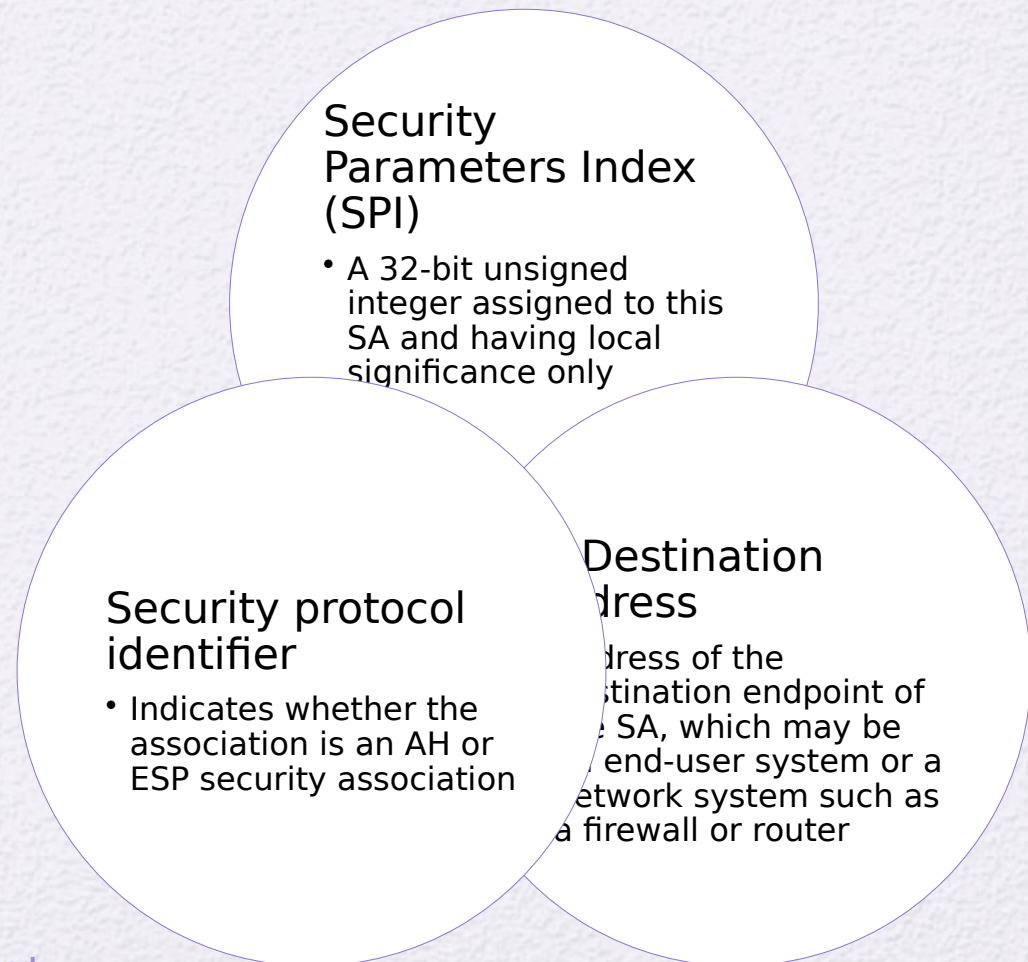 Security
Parameters Index
(SPI)
• A 32-bit unsigned
integer assigned to this
SA and having local
significance only
Security protocol
identifier
• Indicates whether the
association is an AH or
ESP security association
Destination
of the
endpoint of
SA, which may be
end-user system or a
system such as
a firewall or router